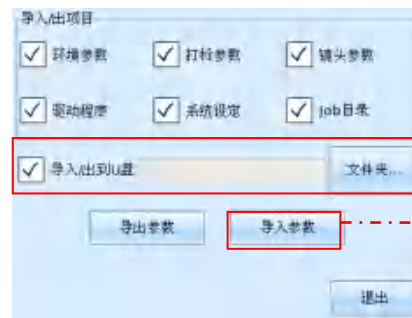 导入/出项目
环境参数 打标参数 镜头参数
驱动程序 系统设定 job目录
导入/出到U盘 文件夹...
导出参数 导入参数
退出